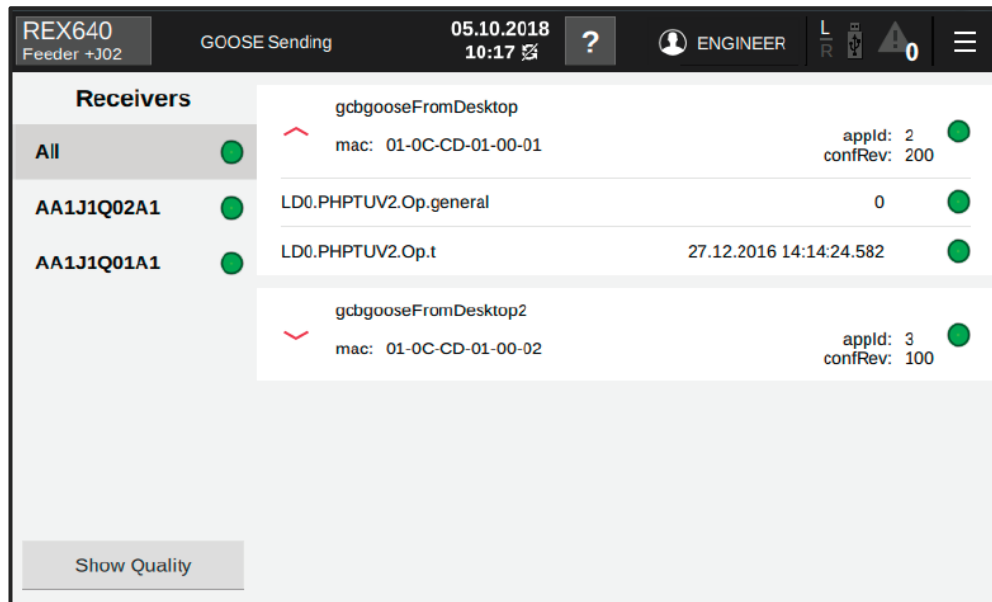 REX640
Feeder +J02
GOOSE Sending
05.10.2018
10:17
?
ENGINEER
L
R
0
Receivers
All
AA1J1Q02A1
AA1J1Q01A1
Show Quality
gcbgooseFromDesktop
mac: 01-0C-CD-01-00-01
appId: 2
confRev: 200
LD0.PHPTUV2.Op.general 0
LD0.PHPTUV2.Op.t 27.12.2016 14:14:24.582
gcbgooseFromDesktop2
mac: 01-0C-CD-01-00-02
appId: 3
confRev: 100